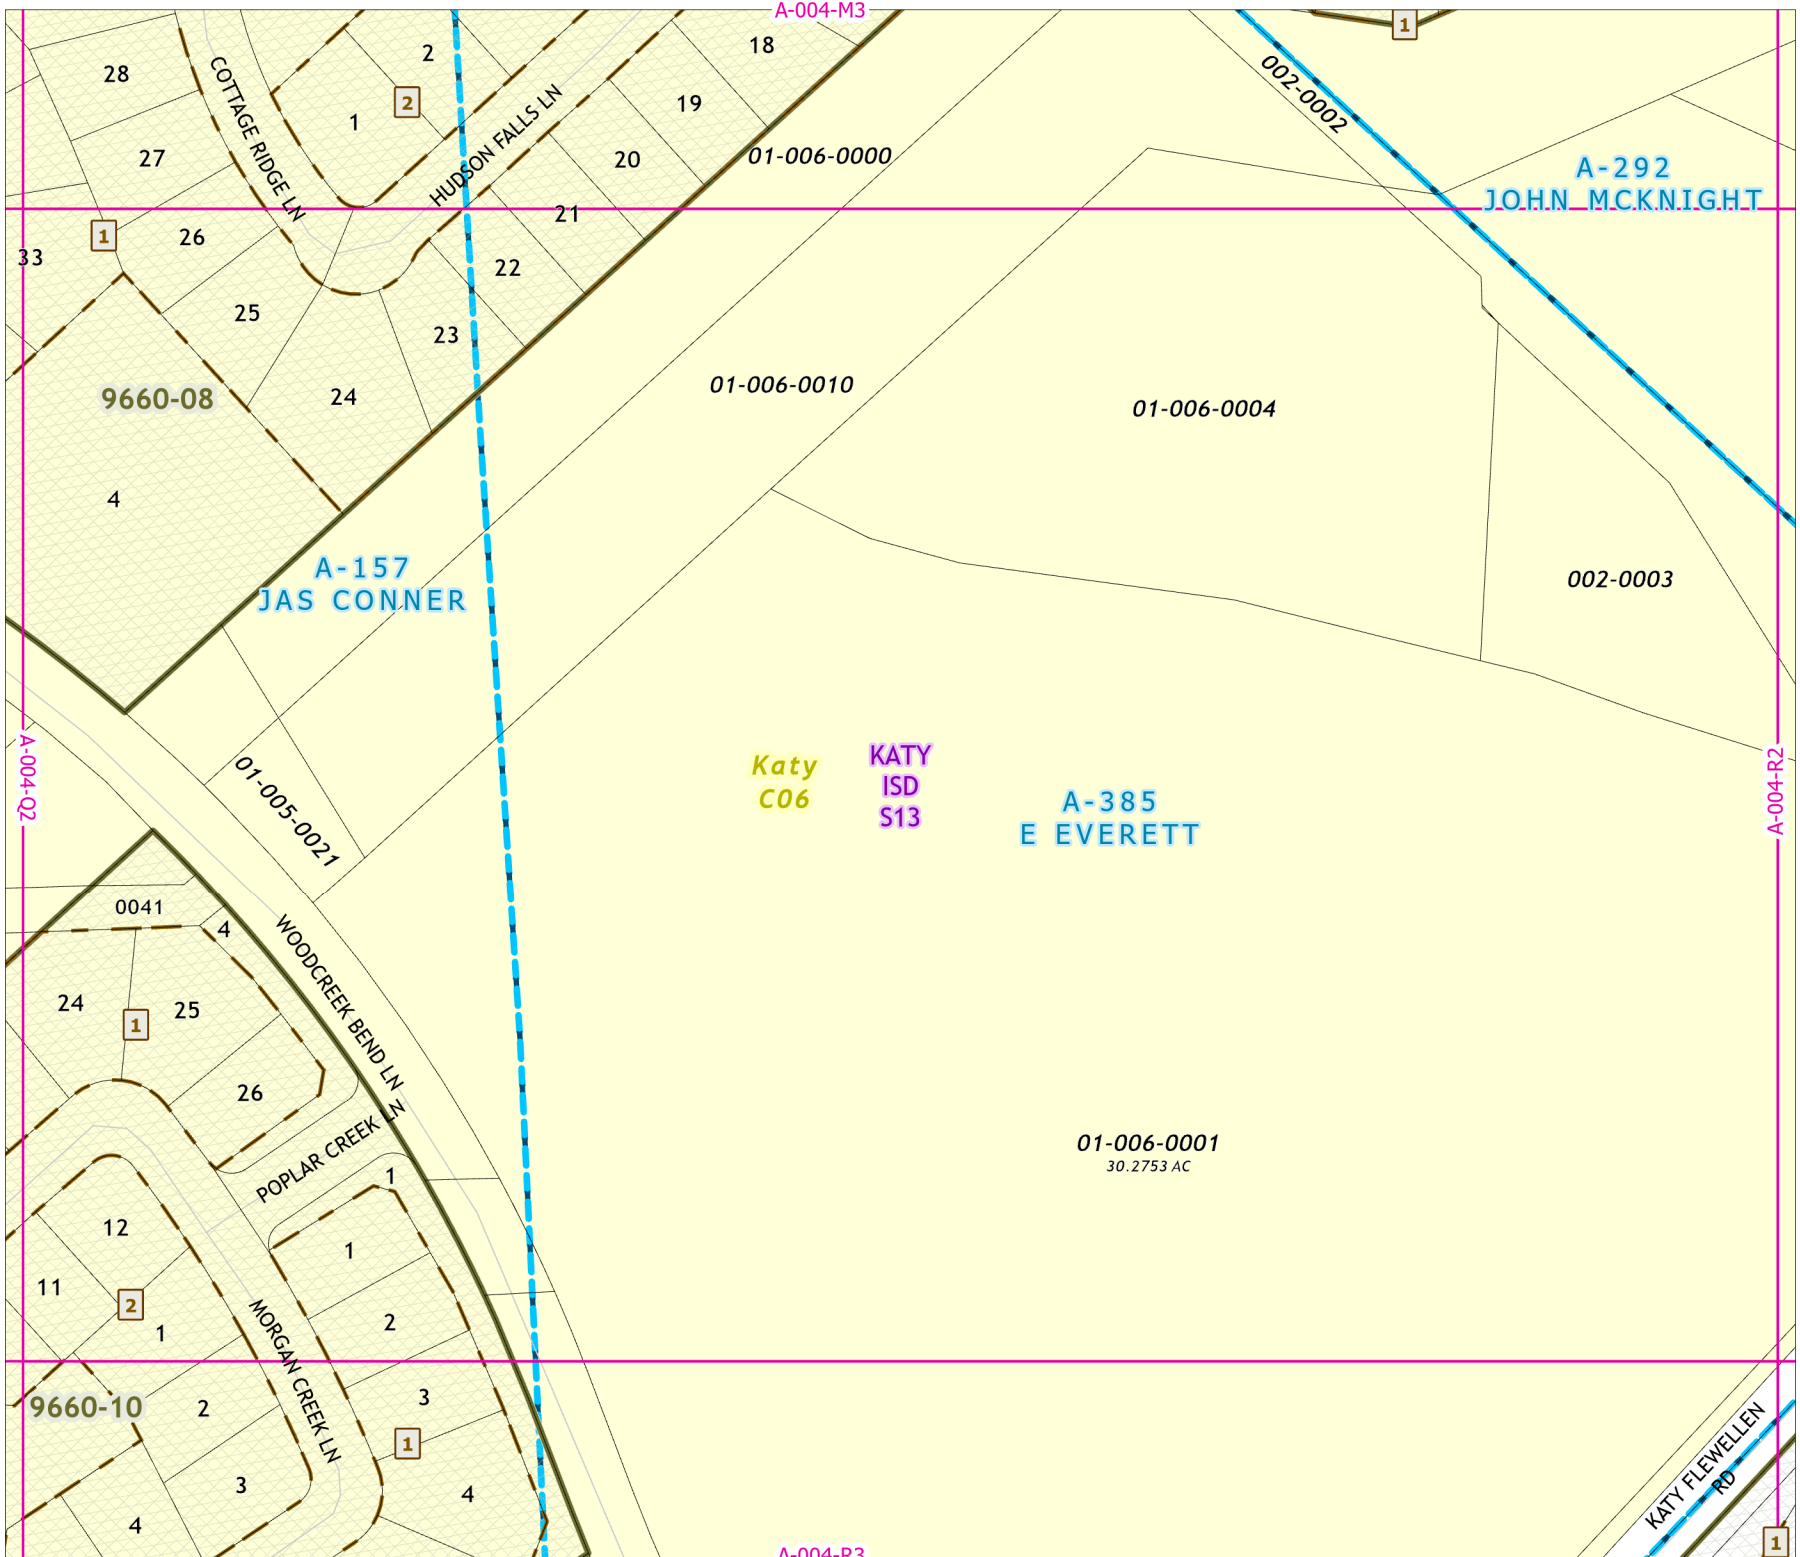 A-004-M3
1
28
2
18
2
COTTAGE RIDGE LN
002-0002
19
1
HUDSON FALLS LN
27
20
01-006-0000
A-292
JOHN MCKNIGHT
21
1
26
33
22
25
23
01-006-0010
24
9660-08
01-006-0004
4
A-157
JAS CONNER
002-0003
A-004-Q2
01-005-0021
Katy
C06
KATY
ISD
S13
A-385
E EVERETT
A-004-R2
0041
4
WOODCREEK BEND LN
24
25
1
26
POPLAR CREEK LN
1
01-006-0001
30.2753 AC
12
1
11
2
1
2
MORGAN CREEK LN
9660-10
2
3
1
3
4
4
KATY FLEWELLEN
RD
1
A-004-R3